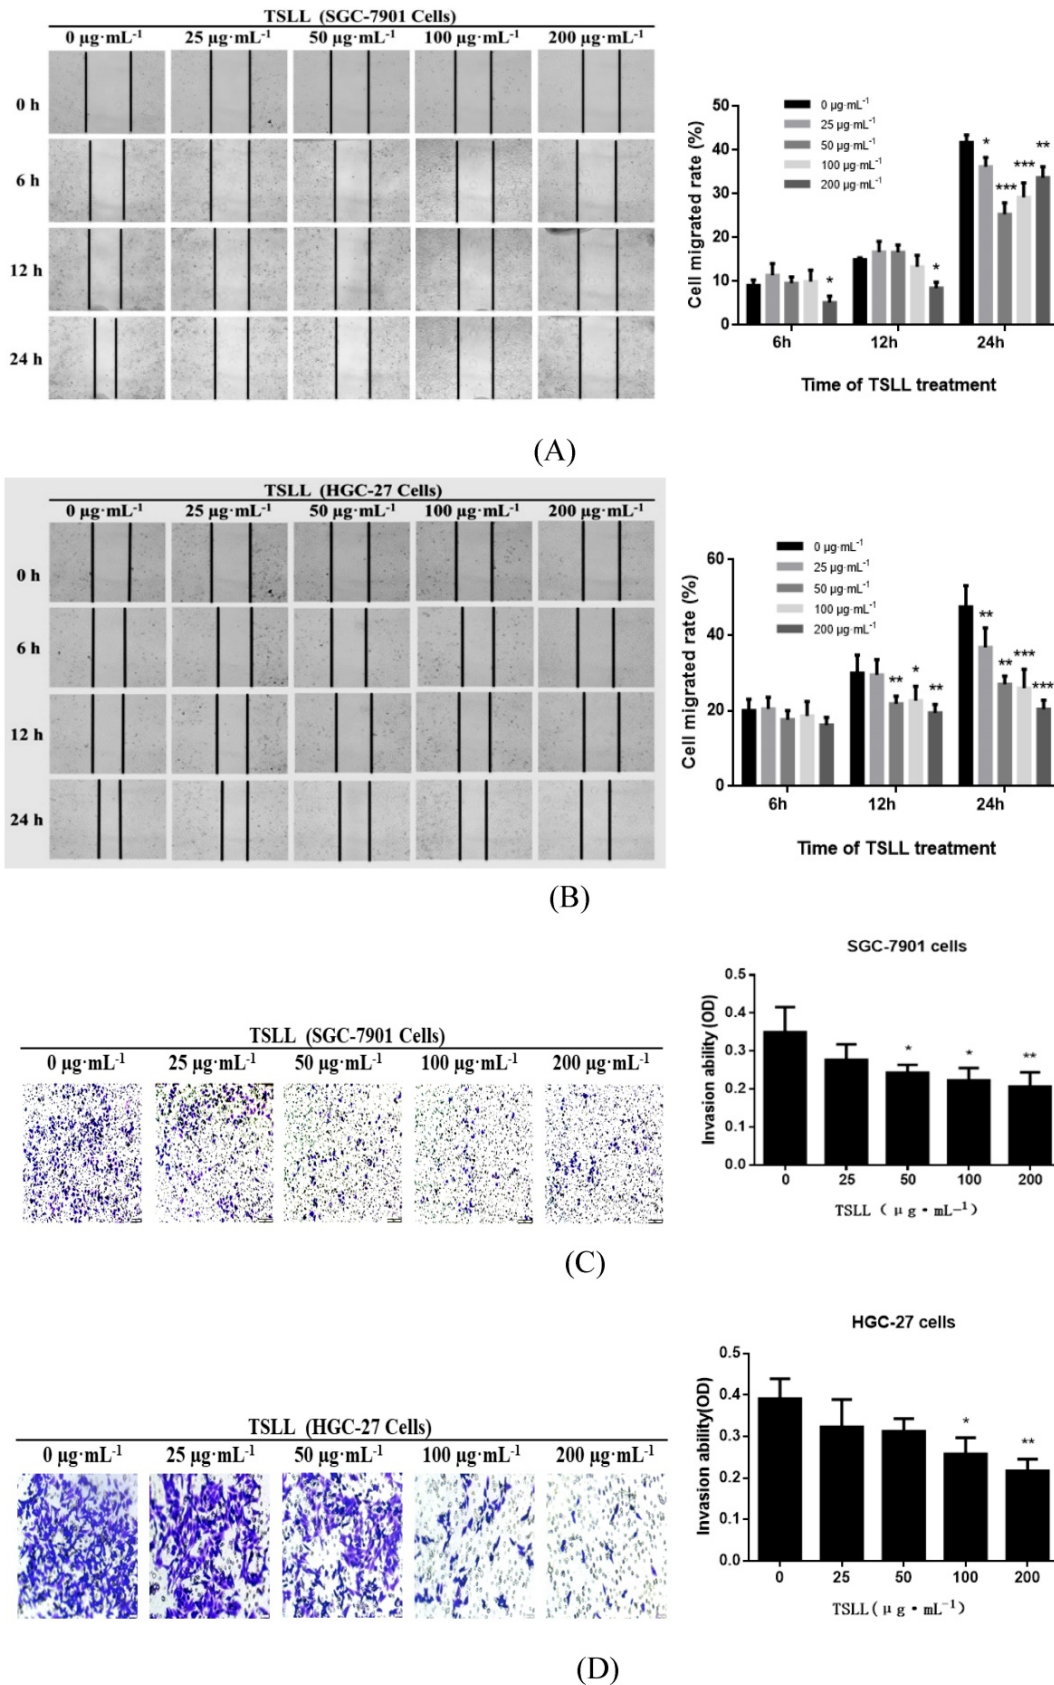 TSLL (SGC-7901 Cells)
0 μg·mL-1 25 μg·mL-1 50 μg·mL-1 100 μg·mL-1 200 μg·mL-1
0 h
6 h
12 h
24 h
50
40
30
20
10
0
Cell migrated rate (%)
0 μg·mL-1
25 μg·mL-1
50 μg·mL-1
100 μg·mL-1
200 μg·mL-1
*
*
*
***
***
**
6h 12h 24h
Time of TSLL treatment
(A)
TSLL (HGC-27 Cells)
0 μg·mL-1 25 μg·mL-1 50 μg·mL-1 100 μg·mL-1 200 μg·mL-1
0 h
6 h
12 h
24 h
60
40
20
0
Cell migrated rate (%)
0 μg·mL-1
25 μg·mL-1
50 μg·mL-1
100 μg·mL-1
200 μg·mL-1
**
*
**
**
**
***
***
6h 12h 24h
Time of TSLL treatment
(B)
TSLL (SGC-7901 Cells)
0 μg·mL-1 25 μg·mL-1 50 μg·mL-1 100 μg·mL-1 200 μg·mL-1
SGC-7901 cells
0.5
0.4
0.3
0.2
0.1
0.0
Invasion ability(OD)
* * **
0 25 50 100 200
TSLL ( μg·mL-1)
(C)
TSLL (HGC-27 Cells)
0 μg·mL-1 25 μg·mL-1 50 μg·mL-1 100 μg·mL-1 200 μg·mL-1
HGC-27 cells
0.5
0.4
0.3
0.2
0.1
0.0
Invasion ability(OD)
* **
0 25 50 100 200
TSLL(μg·mL-1)
(D)